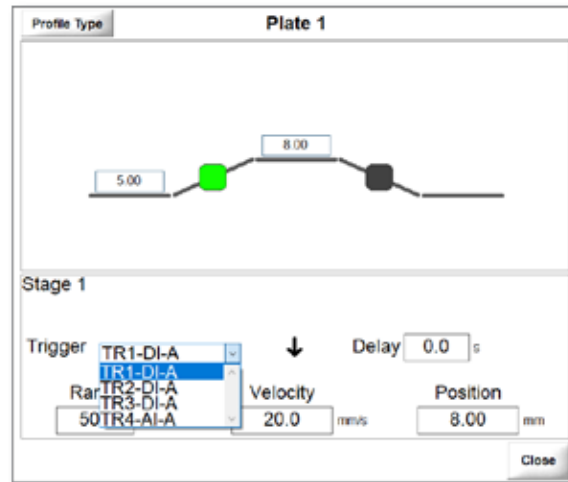 Profile Type
Plate 1
8.00
5.00
Stage 1
Trigger TR1-DI-A Delay 0.0 s
TR1-DI-A
TR2-DI-A
TR3-DI-A
TR4-AI-A
Velocity Position
50 20.0 mm/s 8.00 mm
Close